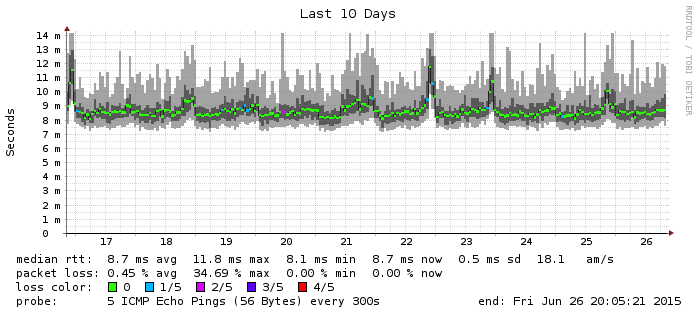 Last 10 Days
RRDTOOL / TOBI OETIKER
Seconds
14 m
13 m
12 m
11 m
10 m
9 m
8 m
7 m
6 m
5 m
4 m
3 m
2 m
1 m
0
17 18 19 20 21 22 23 24 25 26
median rtt: 8.7 ms avg 11.8 ms max 8.1 ms min 8.7 ms now 0.5 ms sd 18.1 am/s
packet loss: 0.45 % avg 34.69 % max 0.00 % min 0.00 % now
loss color: 0 1/5 2/5 3/5 4/5
probe: 5 ICMP Echo Pings (56 Bytes) every 300s end: Fri Jun 26 20:05:21 2015